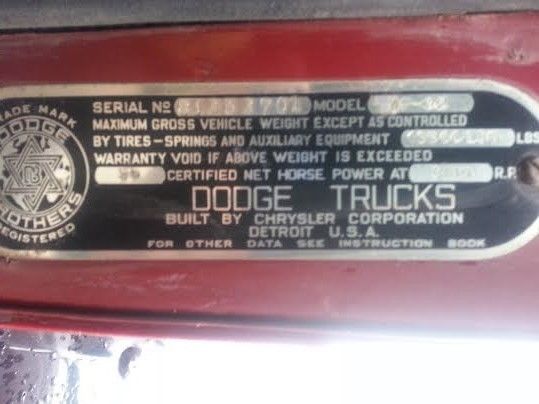 TRADE MARK
DODGE
DB
BROTHERS
REGISTERED
SERIAL NO MODEL
MAXIMUM GROSS VEHICLE WEIGHT EXCEPT AS CONTROLLED
BY TIRES-SPRINGS AND AUXILIARY EQUIPMENT LBS
WARRANTY VOID IF ABOVE WEIGHT IS EXCEEDED
CERTIFIED NET HORSE POWER AT R.P.
DODGE TRUCKS
BUILT BY CHRYSLER CORPORATION
DETROIT U.S.A.
FOR OTHER DATA SEE INSTRUCTION BOOK